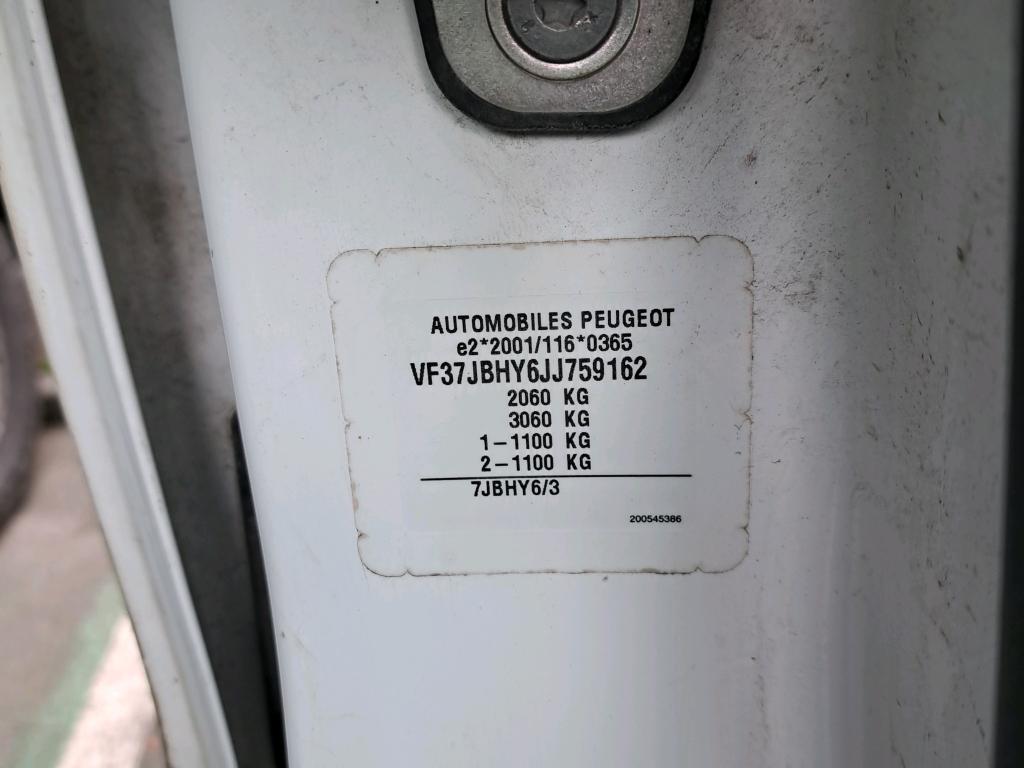 AUTOMOBILES PEUGEOT
e2*2001/116*0365
VF37JBHY6JJ759162
2060 KG
3060 KG
1-1100 KG
2-1100 KG
7JBHY6/3
200545386